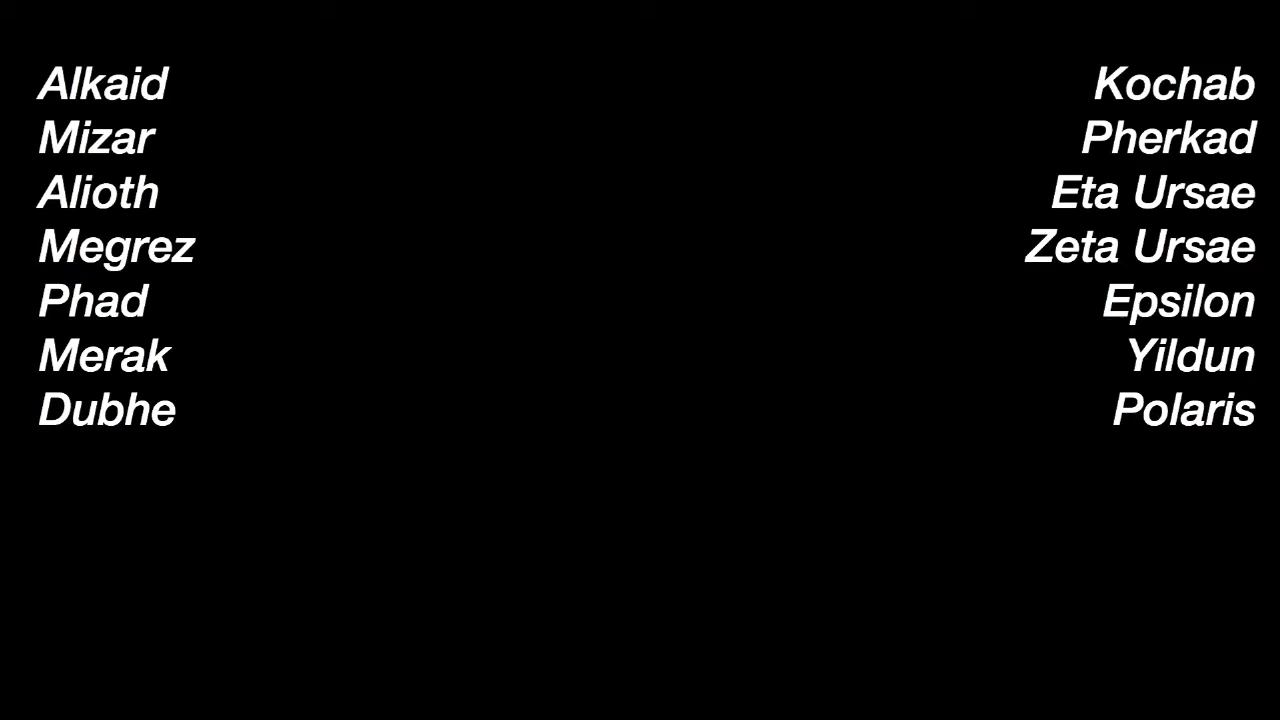 Alkaid
Mizar
Alioth
Megrez
Phad
Merak
Dubhe
Kochab
Pherkad
Eta Ursae
Zeta Ursae
Epsilon
Yildun
Polaris